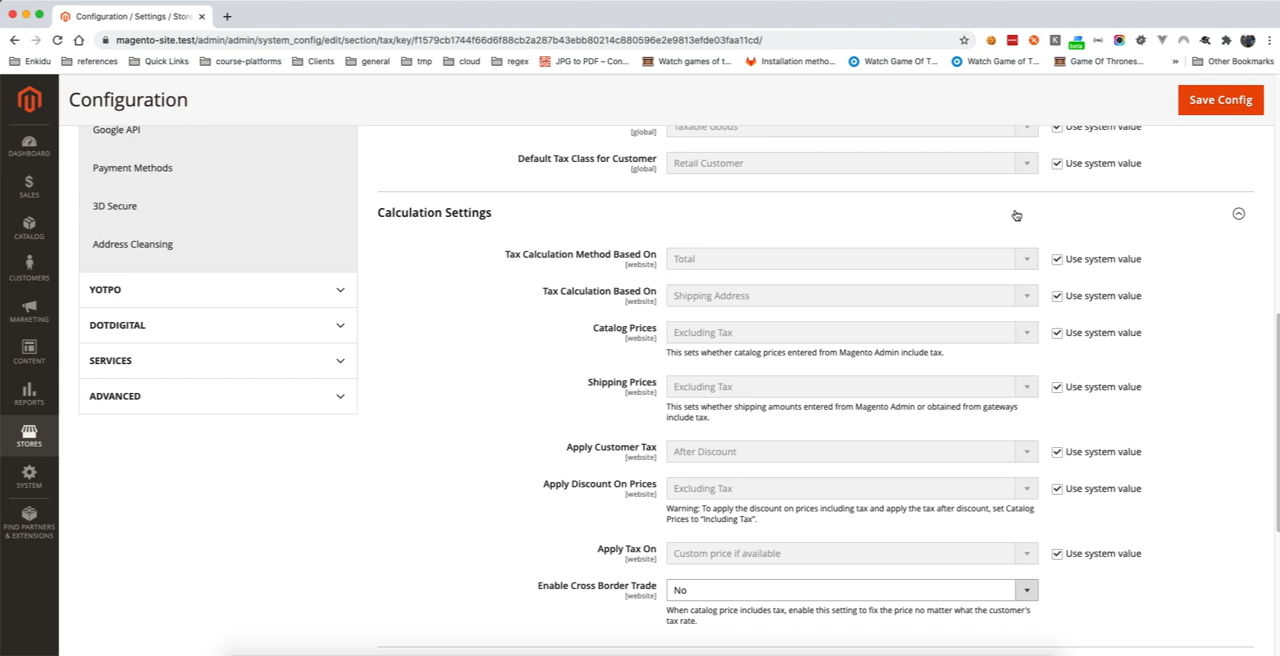 Configuration / Settings / Store
magento-site.test/admin/admin/system_config/edit/section/tax/key/f1579cb1744f66d6f88cb2a287b43ebb80214c880596e2e9813efde03faa11cd/
beta
Enkidu references Quick Links course-platforms Clients general tmp cloud regex JPG to PDF – Con... Watch games of t... Installation metho... Watch Game Of T... Watch Game of T... Game Of Thrones... » Other Bookmarks
Configuration
Save Config
DASHBOARD
SALES
CATALOG
CUSTOMERS
MARKETING
CONTENT
REPORTS
STORES
SYSTEM
FIND PARTNERS
& EXTENSIONS
Google API
Payment Methods
3D Secure
Address Cleansing
YOTPO
DOTDIGITAL
SERVICES
ADVANCED
[global] Taxable Goods Use system value
Default Tax Class for Customer Retail Customer Use system value
[global]
Calculation Settings
Tax Calculation Method Based On Total Use system value
[website]
Tax Calculation Based On Shipping Address Use system value
[website]
Catalog Prices Excluding Tax Use system value
[website]
This sets whether catalog prices entered from Magento Admin include tax.
Shipping Prices Excluding Tax Use system value
[website]
This sets whether shipping amounts entered from Magento Admin or obtained from gateways
include tax.
Apply Customer Tax After Discount Use system value
[website]
Apply Discount On Prices Excluding Tax Use system value
[website]
Warning: To apply the discount on prices including tax and apply the tax after discount, set Catalog
Prices to “Including Tax”.
Apply Tax On Custom price if available Use system value
[website]
Enable Cross Border Trade No
[website]
When catalog price includes tax, enable this setting to fix the price no matter what the customer's
tax rate.